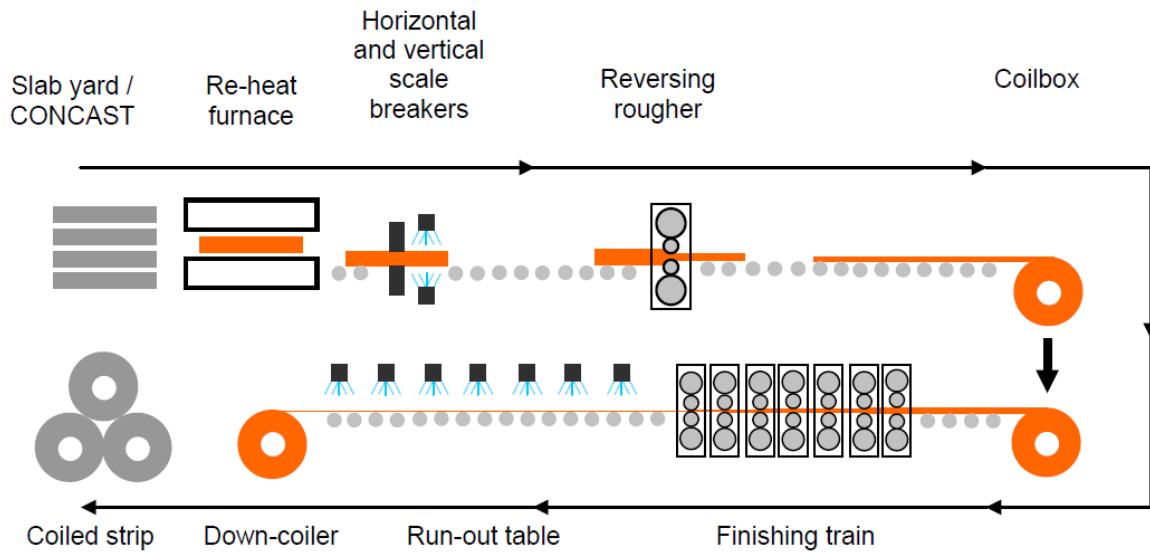 Slab yard /
CONCAST
Re-heat
furnace
Horizontal
and vertical
scale
breakers
Reversing
rougher
Coilbox
Coiled strip
Down-coiler
Run-out table
Finishing train